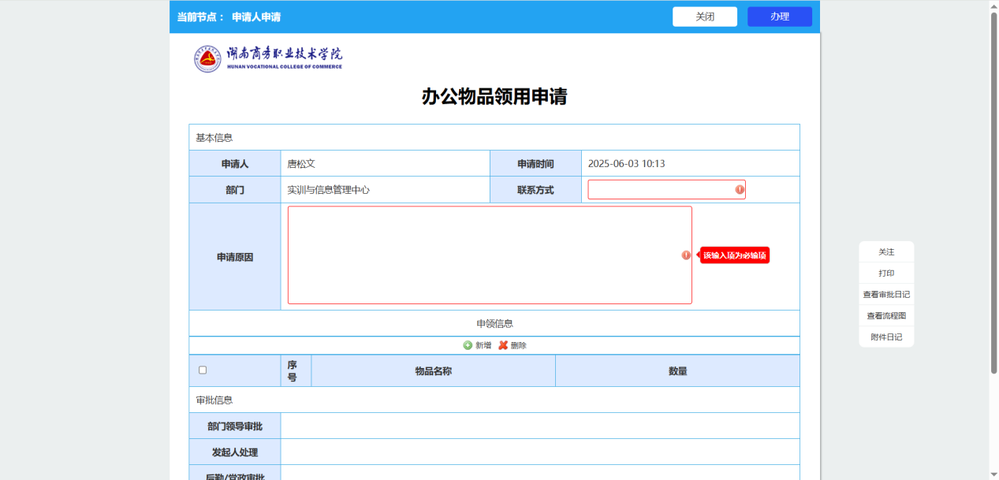 当前节点： 申请人申请 关闭 办理
湖南商务职业技术学院
HUNAN VOCATIONAL COLLEGE OF COMMERCE
办公物品领用申请
基本信息
申请人 唐松文 申请时间 2025-06-03 10:13
部门 实训与信息管理中心 联系方式
申请原因 该输入项为必输项
申领信息
新增 删除
序号 物品名称 数量
审批信息
部门领导审批
发起人处理
后勤/党政审批
关注
打印
查看审批日记
查看流程图
附件日记